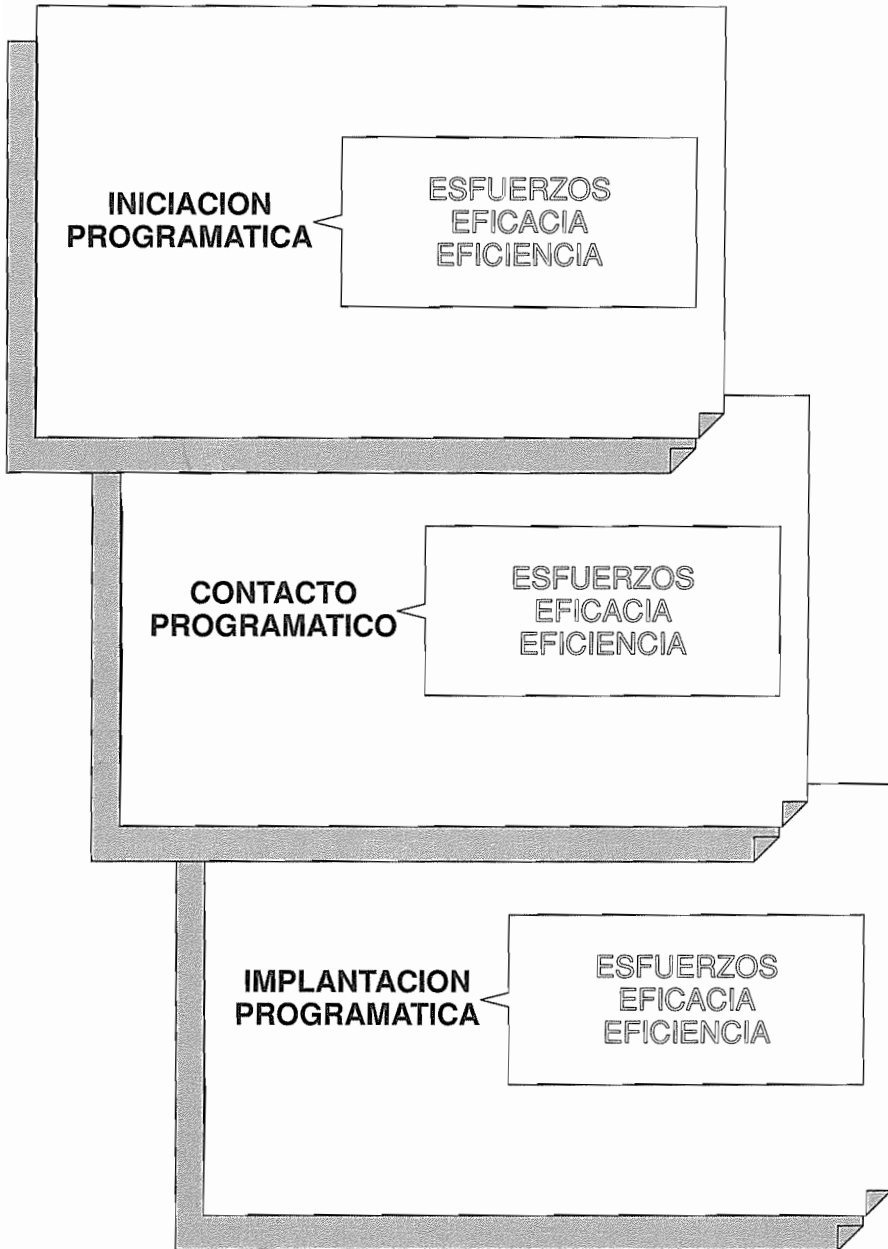 INICIACION
PROGRAMATICA
ESFUERZOS
EFICACIA
EFICIENCIA
CONTACTO
PROGRAMATICO
ESFUERZOS
EFICACIA
EFICIENCIA
IMPLANTACION
PROGRAMATICA
ESFUERZOS
EFICACIA
EFICIENCIA